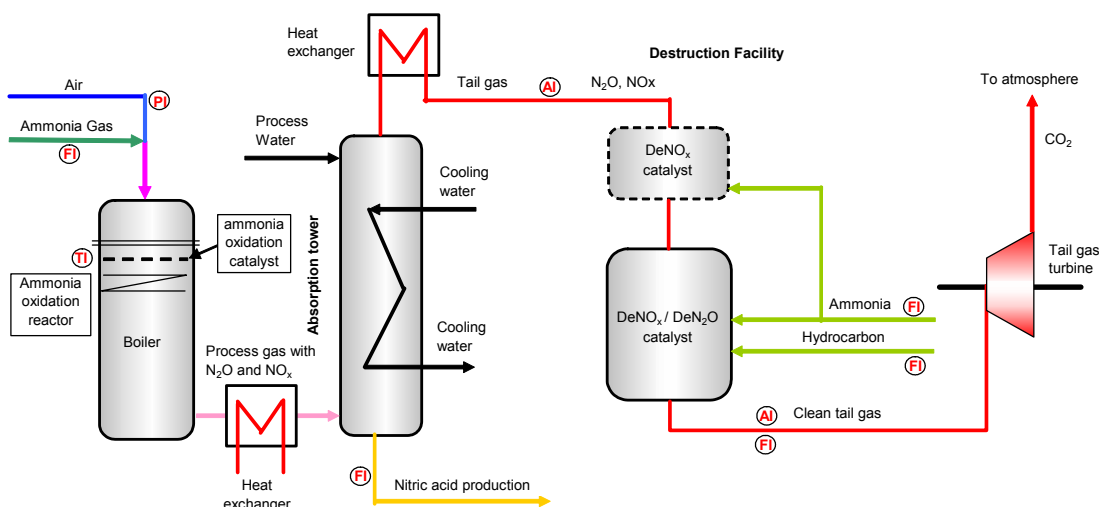 Heat
exchanger
Destruction Facility
Air
PI
Ammonia Gas
FI
Tail gas
AI
N₂O, NOx
To atmosphere
CO₂
Process
Water
DeNOₓ
catalyst
Cooling
water
ammonia
oxidation
catalyst
TI
Ammonia
oxidation
reactor
Absorption tower
Boiler
Tail gas
turbine
DeNOₓ / DeN₂O
catalyst
Ammonia
FI
Hydrocarbon
FI
Cooling
water
Process gas with
N₂O and NOₓ
AI
Clean tail gas
FI
Heat
exchanger
FI
Nitric acid production